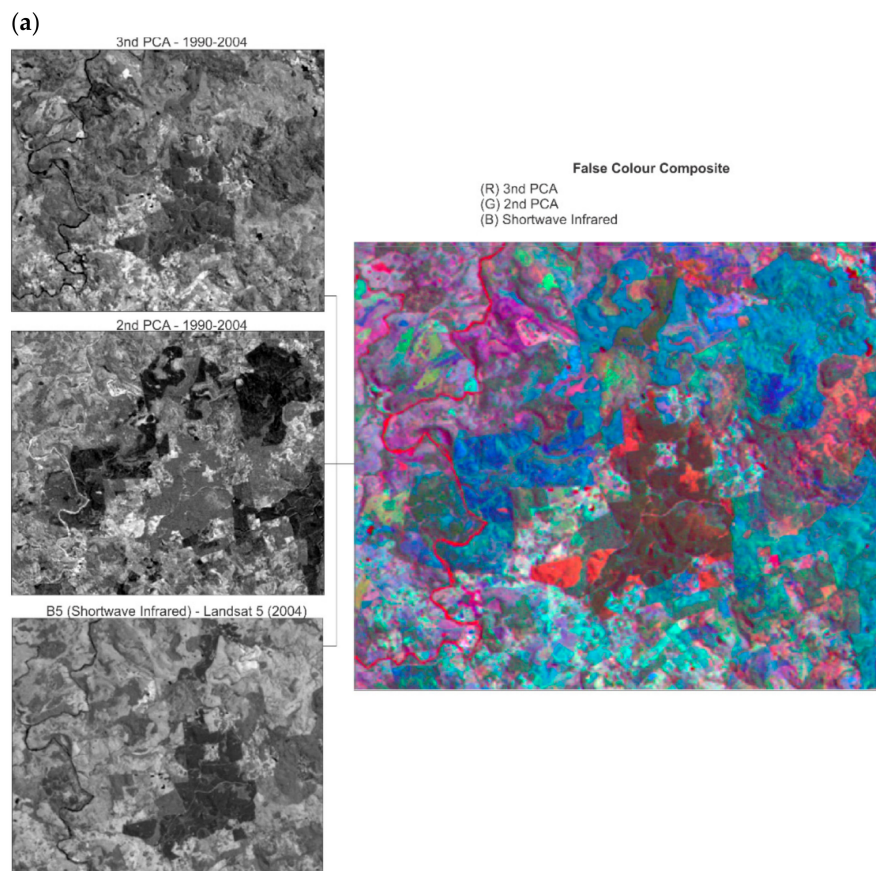 (a)
3nd PCA - 1990-2004
2nd PCA - 1990-2004
B5 (Shortwave Infrared) - Landsat 5 (2004)
False Colour Composite
(R) 3nd PCA
(G) 2nd PCA
(B) Shortwave Infrared